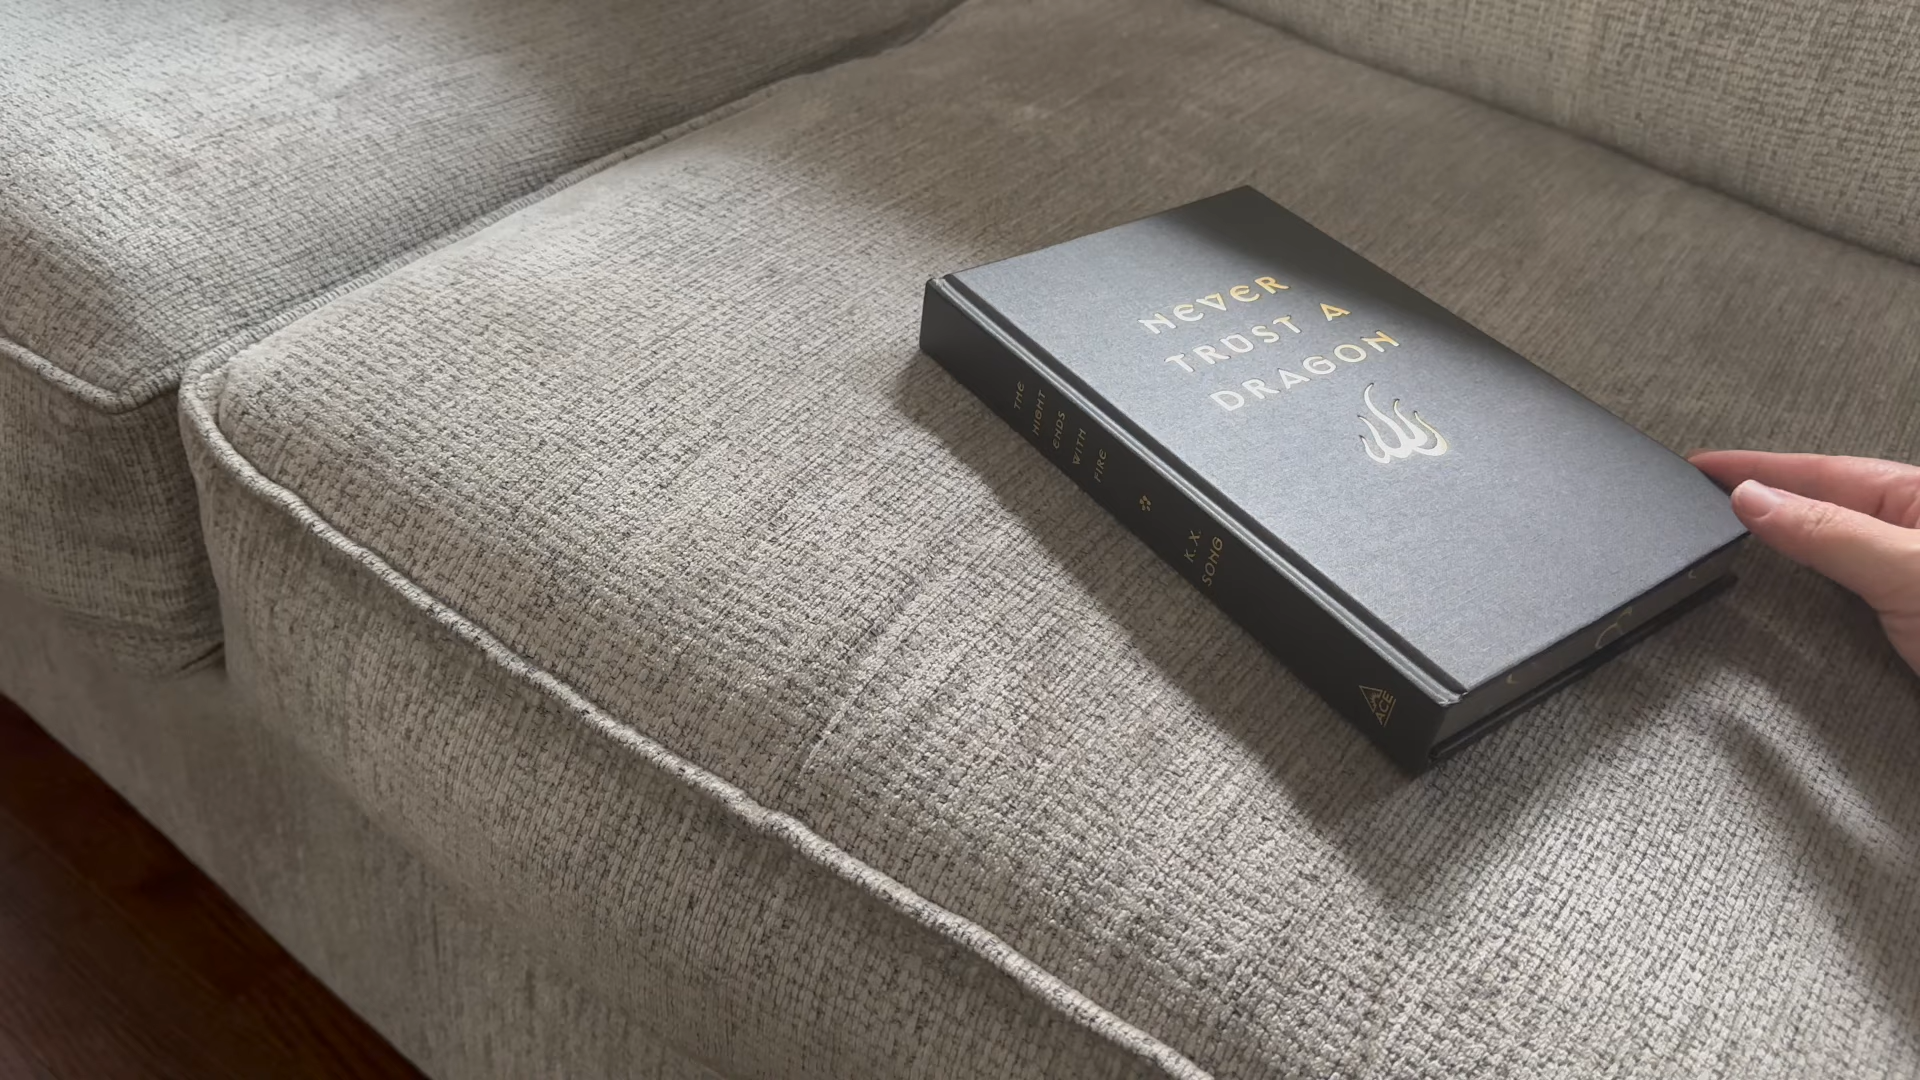 NEVER
TRUST A
DRAGON
THE
NIGHT
ENDS
WITH
FIRE
K.X.
SONG
ACE